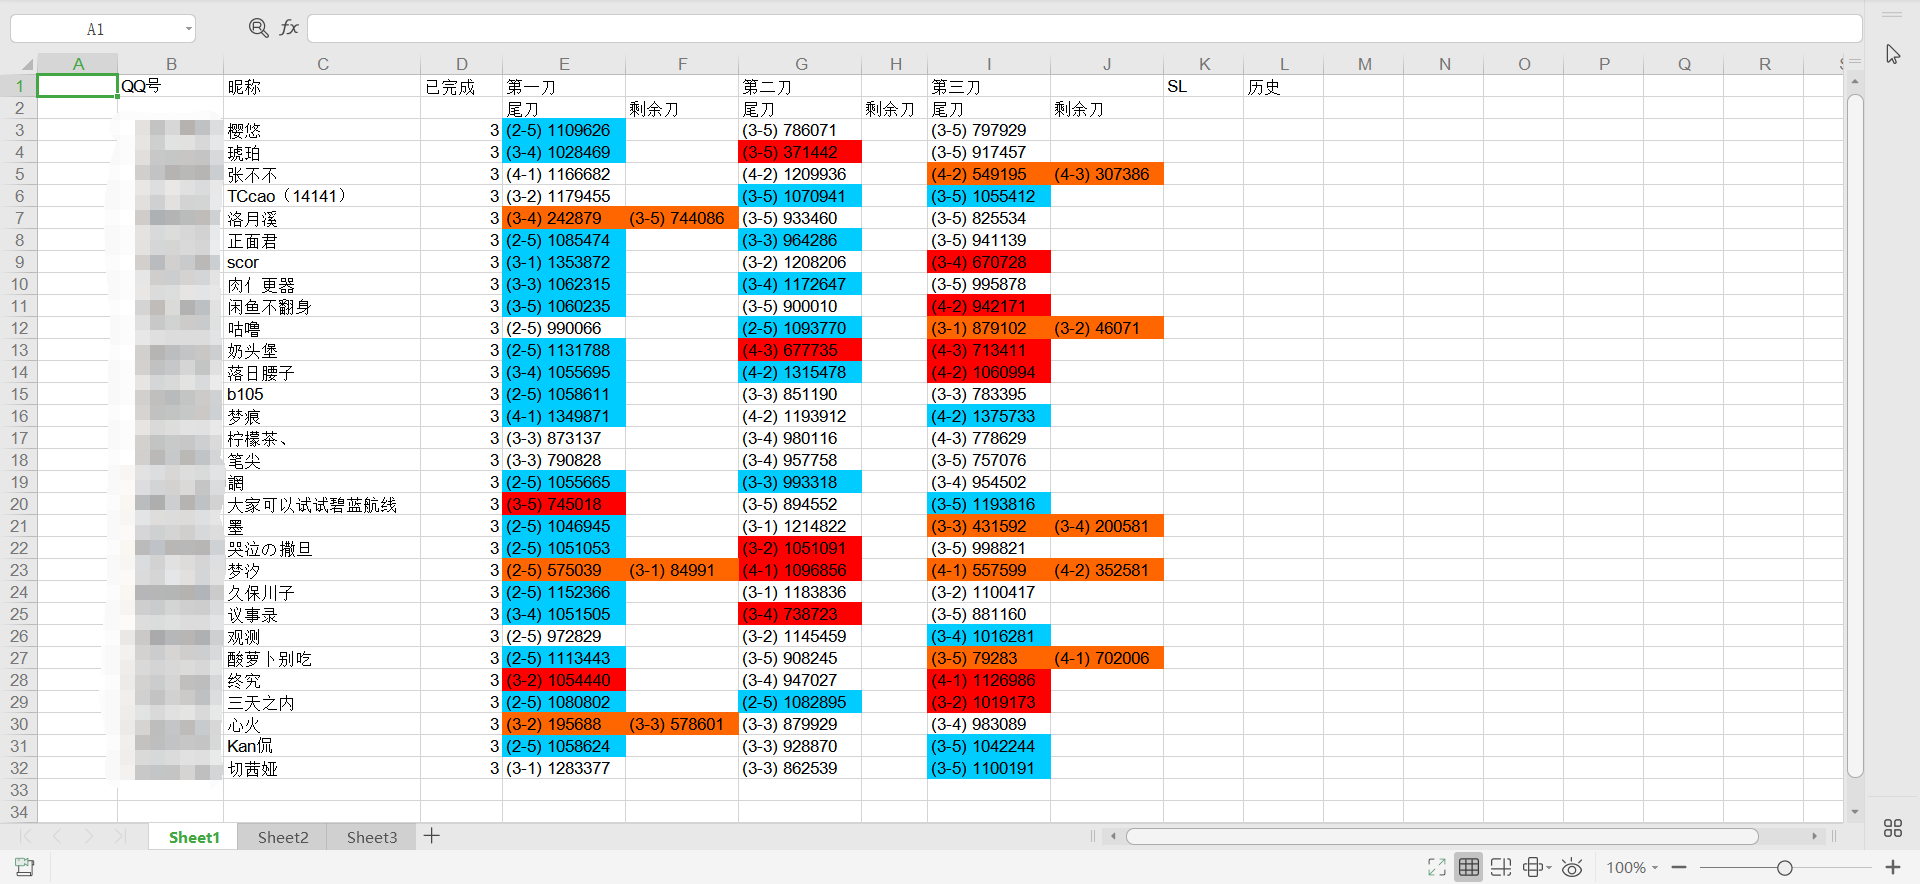 A1
fx
A B C D E F G H I J K L M N O P Q R S
1 QQ号 昵称 已完成 第一刀 第二刀 第三刀 SL 历史
2 尾刀 剩余刀 尾刀 剩余刀 尾刀 剩余刀
3 樱悠 3 (2-5) 1109626 (3-5) 786071 (3-5) 797929
4 琥珀 3 (3-4) 1028469 (3-5) 371442 (3-5) 917457
5 张不不 3 (4-1) 1166682 (4-2) 1209936 (4-2) 549195 (4-3) 307386
6 TCcao（14141） 3 (3-2) 1179455 (3-5) 1070941 (3-5) 1055412
7 洛月溪 3 (3-4) 242879 (3-5) 744086 (3-5) 933460 (3-5) 825534
8 正面君 3 (2-5) 1085474 (3-3) 964286 (3-5) 941139
9 scor 3 (3-1) 1353872 (3-2) 1208206 (3-4) 670728
10 肉亻更器 3 (3-3) 1062315 (3-4) 1172647 (3-5) 995878
11 闲鱼不翻身 3 (3-5) 1060235 (3-5) 900010 (4-2) 942171
12 咕噜 3 (2-5) 990066 (2-5) 1093770 (3-1) 879102 (3-2) 46071
13 奶头堡 3 (2-5) 1131788 (4-3) 677735 (4-3) 713411
14 落日腰子 3 (3-4) 1055695 (4-2) 1315478 (4-2) 1060994
15 b105 3 (2-5) 1058611 (3-3) 851190 (3-3) 783395
16 梦痕 3 (4-1) 1349871 (4-2) 1193912 (4-2) 1375733
17 柠檬茶、 3 (3-3) 873137 (3-4) 980116 (4-3) 778629
18 笔尖 3 (3-3) 790828 (3-4) 957758 (3-5) 757076
19 3 (2-5) 1055665 (3-3) 993318 (3-4) 954502
20 大家可以试试碧蓝航线 3 (3-5) 745018 (3-5) 894552 (3-5) 1193816
21 墨 3 (2-5) 1046945 (3-1) 1214822 (3-3) 431592 (3-4) 200581
22 哭泣の撒旦 3 (2-5) 1051053 (3-2) 1051091 (3-5) 998821
23 梦汐 3 (2-5) 575039 (3-1) 84991 (4-1) 1096856 (4-1) 557599 (4-2) 352581
24 久保川子 3 (2-5) 1152366 (3-1) 1183836 (3-2) 1100417
25 议事录 3 (3-4) 1051505 (3-4) 738723 (3-5) 881160
26 观测 3 (2-5) 972829 (3-2) 1145459 (3-4) 1016281
27 酸萝卜别吃 3 (2-5) 1113443 (3-5) 908245 (3-5) 79283 (4-1) 702006
28 终究 3 (3-2) 1054440 (3-4) 947027 (4-1) 1126986
29 三天之内 3 (2-5) 1080802 (2-5) 1082895 (3-2) 1019173
30 心火 3 (3-2) 195688 (3-3) 578601 (3-3) 879929 (3-4) 983089
31 Kan侃 3 (2-5) 1058624 (3-3) 928870 (3-5) 1042244
32 切茜娅 3 (3-1) 1283377 (3-3) 862539 (3-5) 1100191
33
34
Sheet1 Sheet2 Sheet3
100%